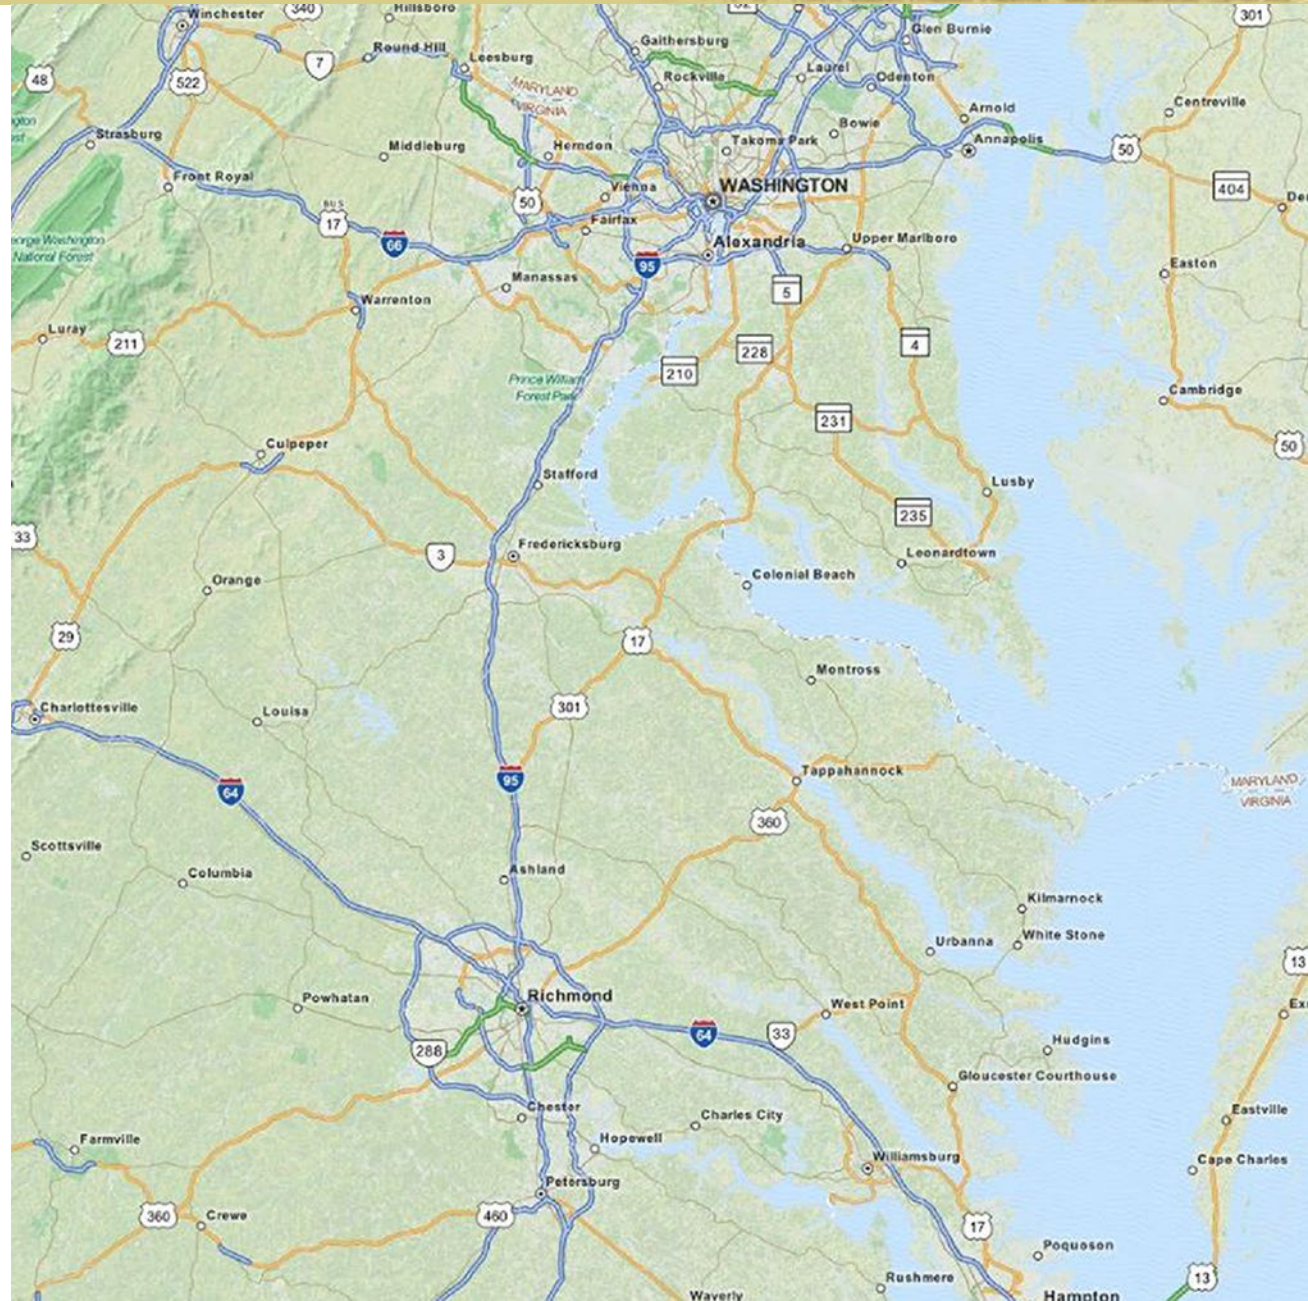 Winchester
340
Hillsboro
32
301
Glen Burnie
Gaithersburg
Round Hill
7
Leesburg
48
522
Rockville
Laurel
Odenton
MARYLAND
VIRGINIA
Arnold
Centreville
Strasburg
Middleburg
Herndon
Takoma Park
Bowie
Annapolis
50
Front Royal
Vienna
WASHINGTON
404
50
BUS
17
Fairfax
66
Alexandria
Upper Marlboro
National Forest
95
Easton
Manassas
5
Warrenton
Luray
211
228
4
210
Prince William
Forest Park
Cambridge
231
50
Culpeper
Stafford
Lusby
235
33
Fredericksburg
3
Leonardtown
Orange
Colonial Beach
29
17
Montross
Charlottesville
Louisa
301
64
95
Tappahannock
MARYLAND
VIRGINIA
360
Scottsville
Columbia
Ashland
Kilmarnock
Urbanna
White Stone
13
Powhatan
Richmond
West Point
288
64
33
Hudgins
Gloucester Courthouse
Chester
Charles City
Eastville
Farmville
Hopewell
Williamsburg
Cape Charles
Petersburg
360
Crewe
460
17
Poquoson
Rushmere
13
Waverly
Hampton